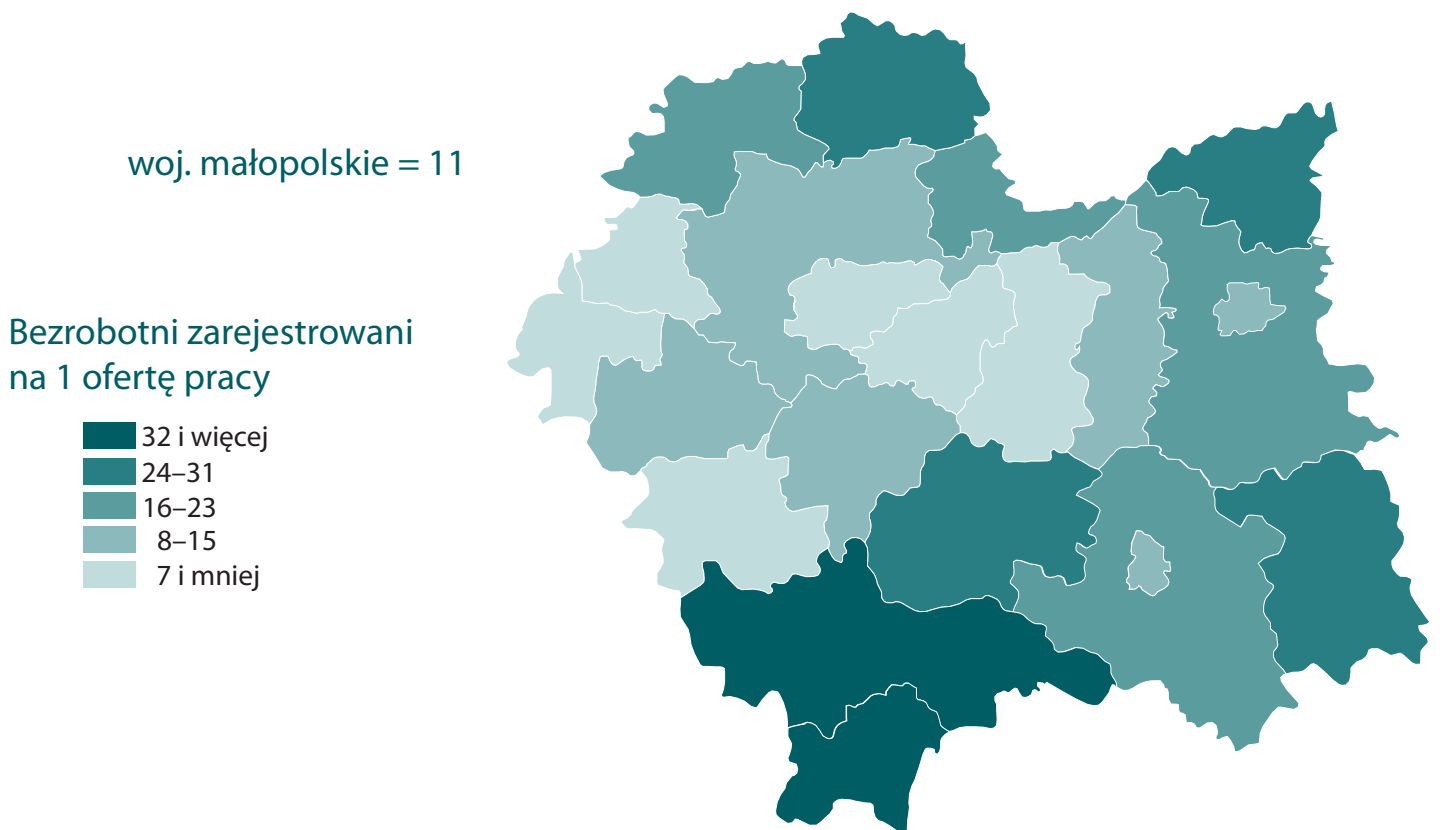 woj. małopolskie = 11
Bezrobotni zarejestrowani
na 1 ofertę pracy
32 i więcej
24–31
16–23
8–15
7 i mniej